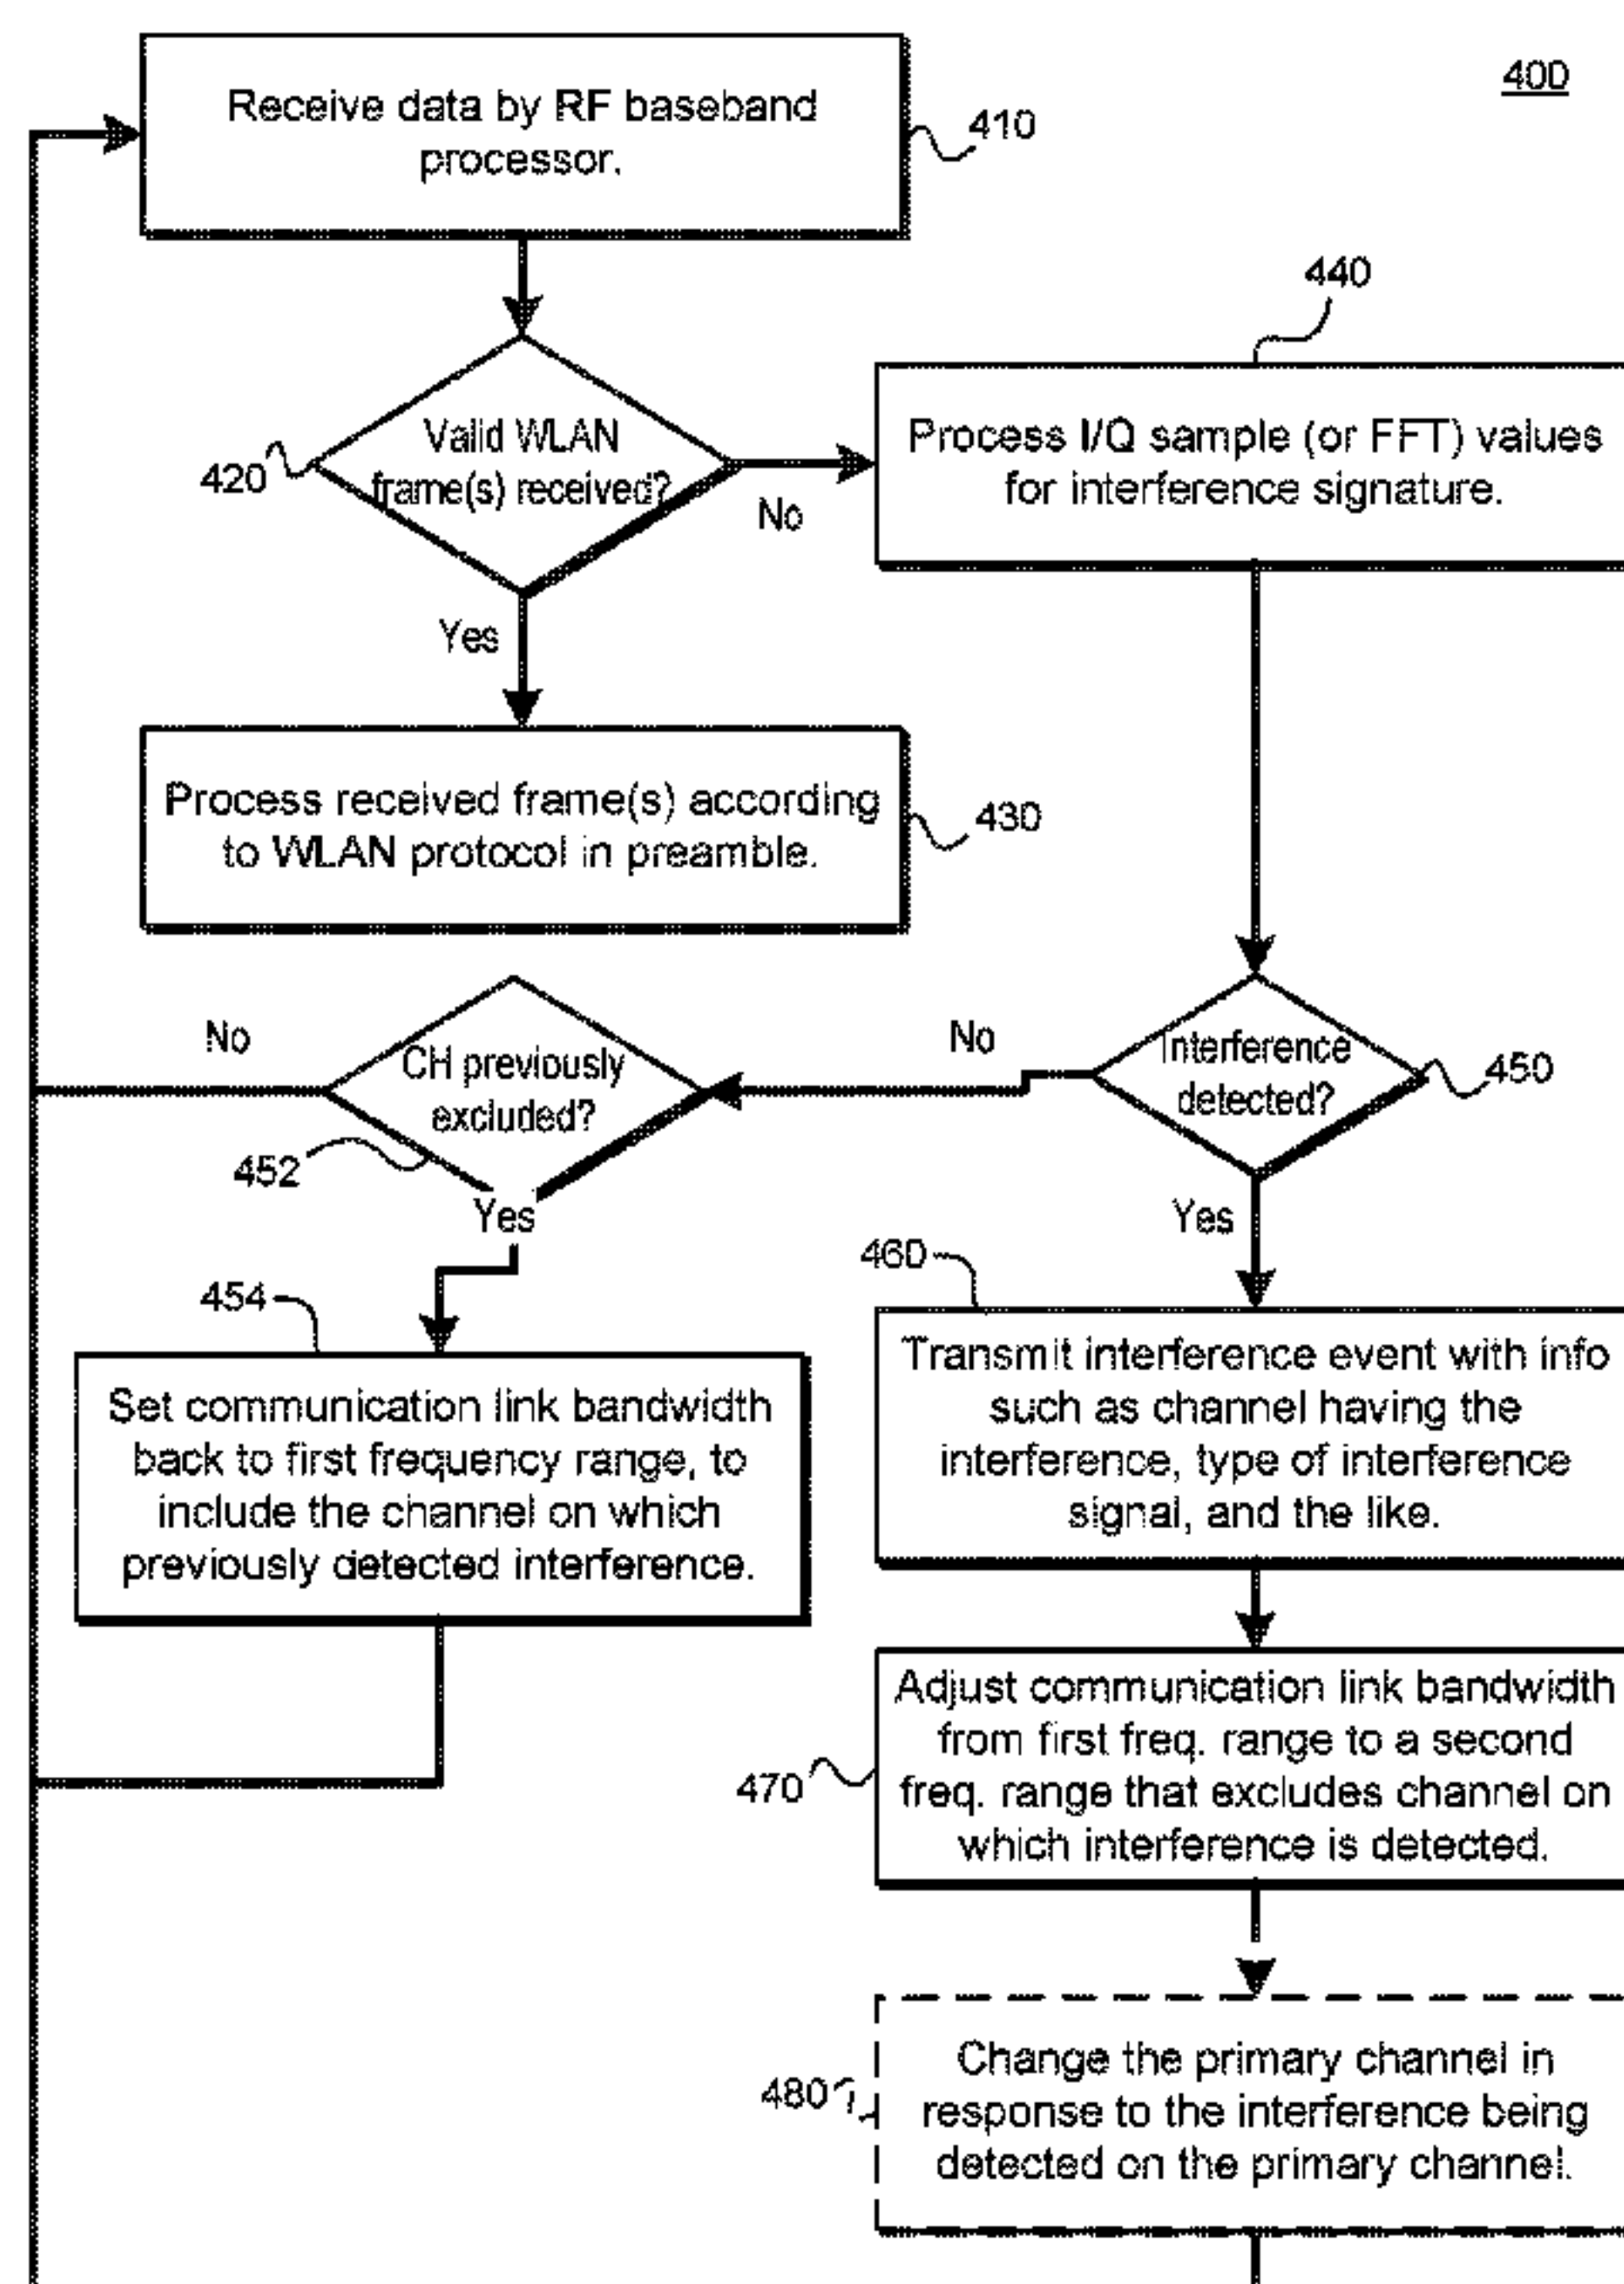 400
Receive data by RF baseband
processor.
410
440
Valid WLAN
frame(s) received?
420
No
Process I/Q sample (or FFT) values
for interference signature.
Yes
Process received frame(s) according
to WLAN protocol in preamble.
430
No
CH previously
excluded?
452
No
Interference
detected?
450
Yes
Yes
454
Set communication link bandwidth
back to first frequency range, to
include the channel on which
previously detected interference.
460
Transmit interference event with info
such as channel having the
interference, type of interference
signal, and the like.
Adjust communication link bandwidth
from first freq. range to a second
freq. range that excludes channel on
which interference is detected.
470
Change the primary channel in
response to the interference being
detected on the primary channel.
480